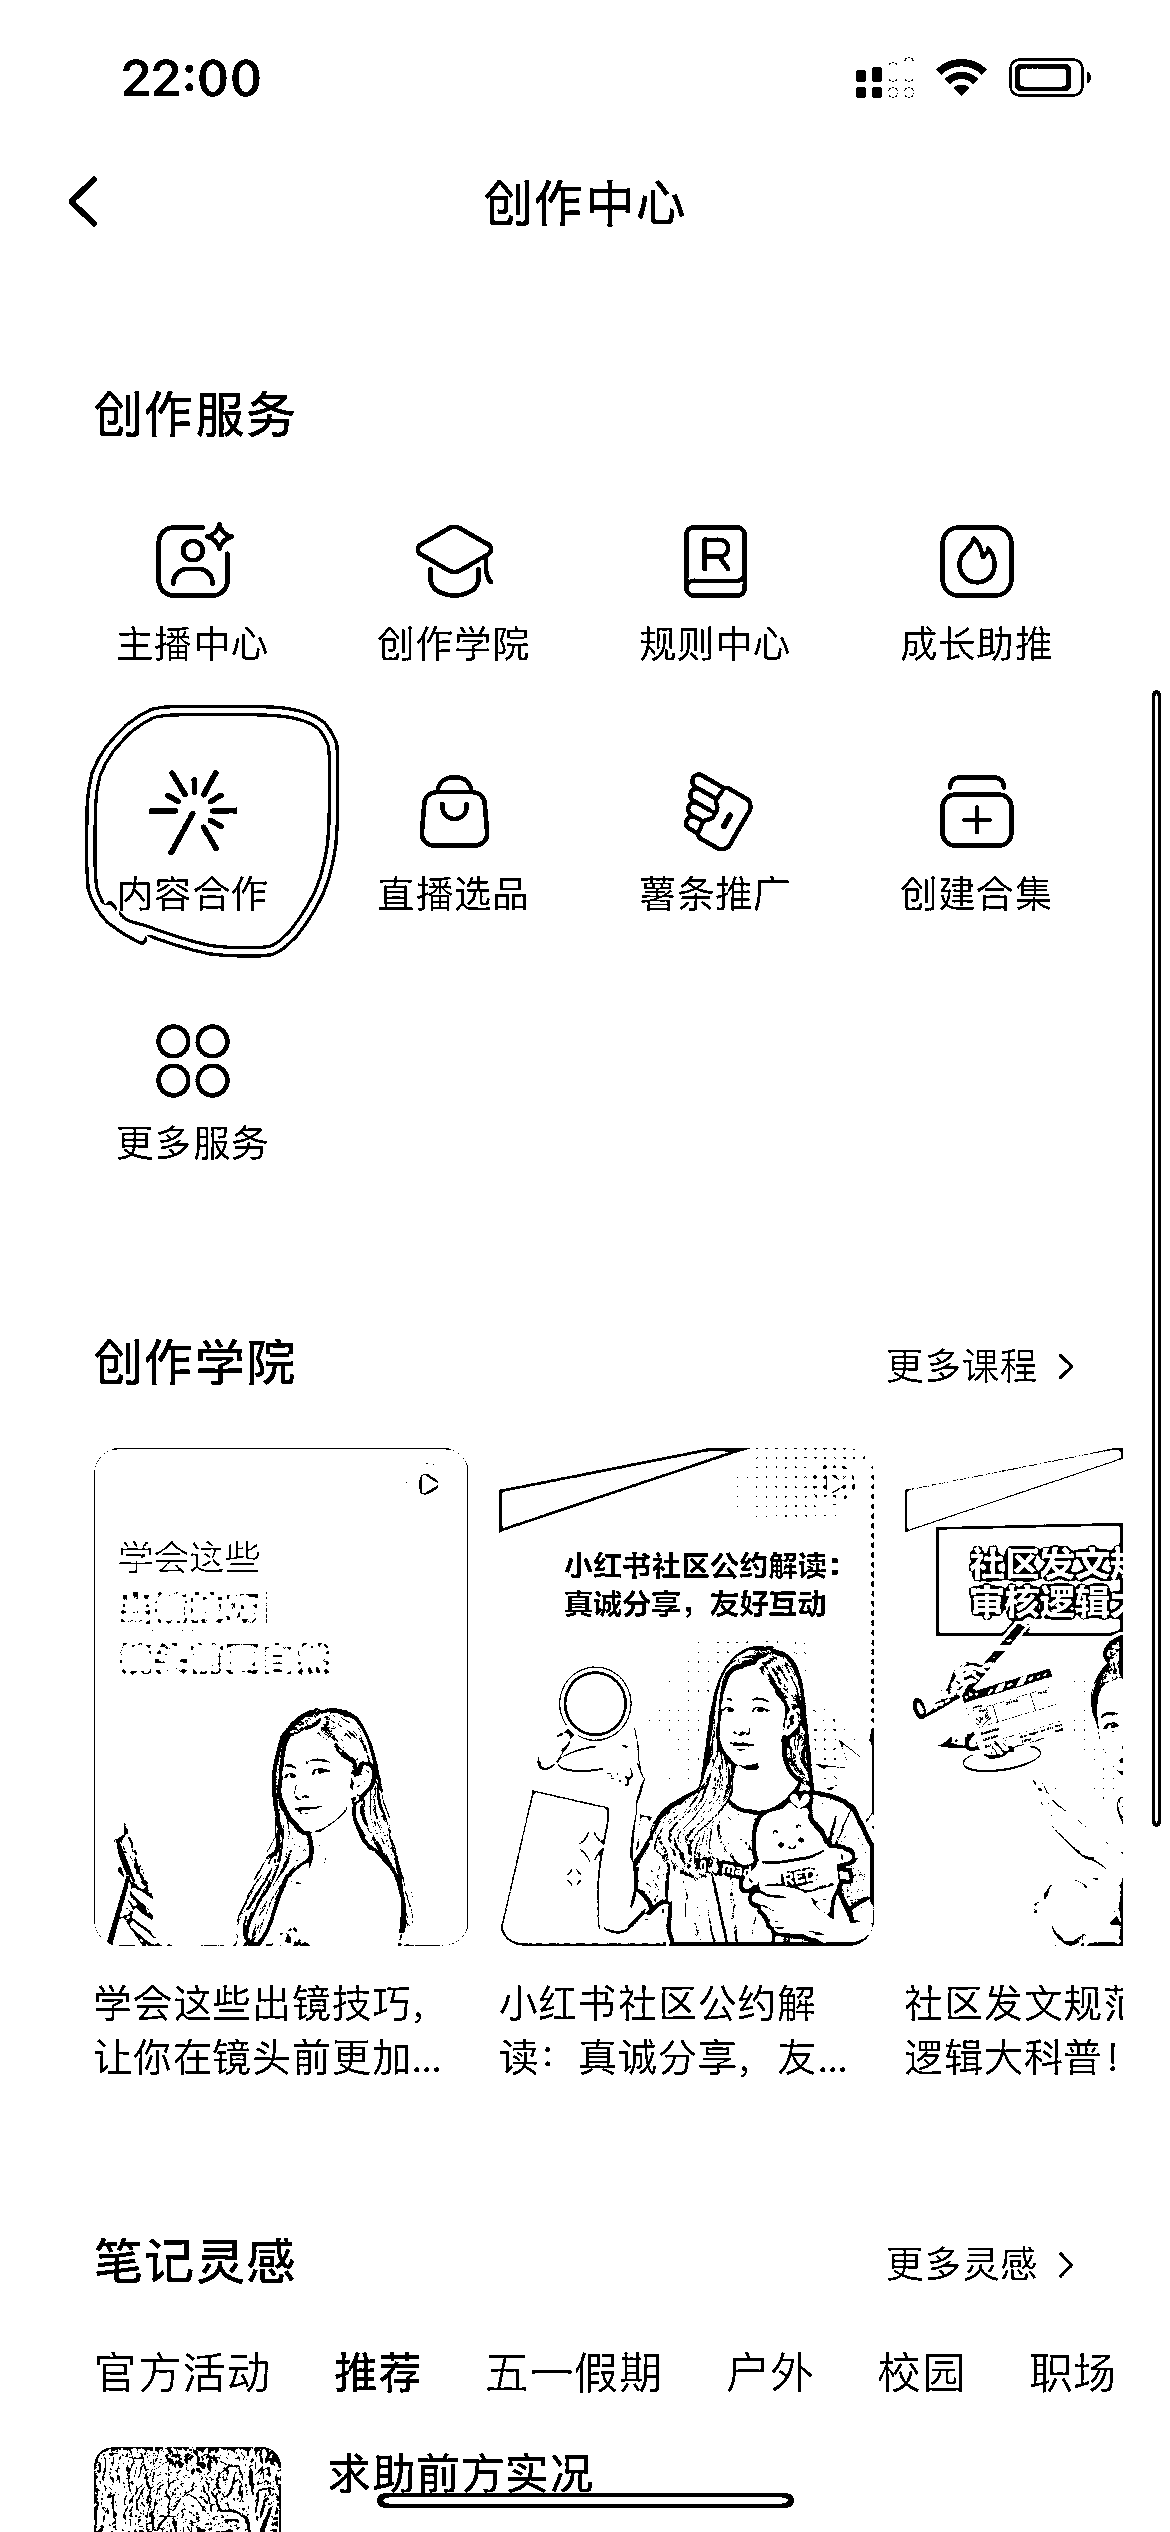 22:00
创作中心
创作服务
主播中心 创作学院 规则中心 成长助推
内容合作 直播选品 薯条推广 创建合集
更多服务
创作学院 更多课程
学会这些
小红书社区公约解读：
真诚分享，友好互动
社区发文规
审核逻辑大
RED
学会这些出镜技巧，
让你在镜头前更加...
小红书社区公约解
读：真诚分享，友...
社区发文规范
逻辑大科普！
笔记灵感 更多灵感
官方活动 推荐 五一假期 户外 校园 职场
求助前方实况